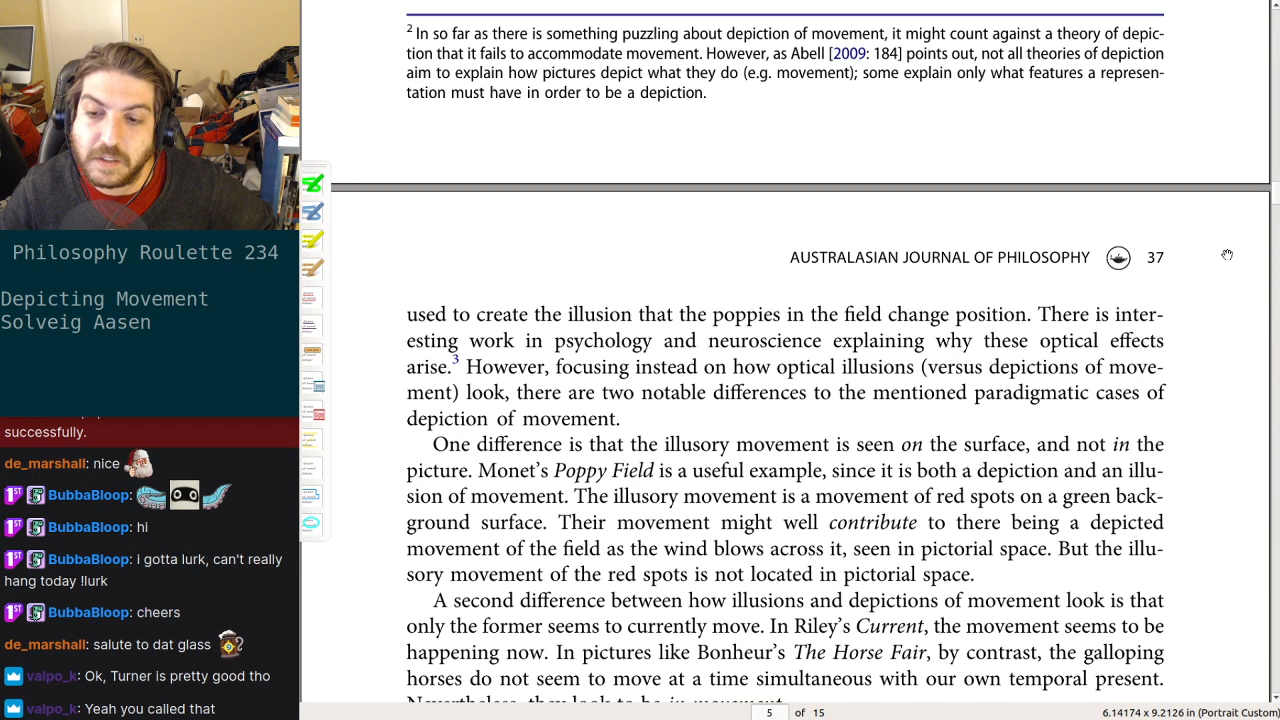 2 In so far as there is something puzzling about depiction of movement, it might count against a theory of depic-
tion that it fails to accommodate movement. However, as Abell [2009: 184] points out, not all theories of depiction
aim to explain how pictures depict what they do (e.g. movement); some explain only what features a represen-
tation must have in order to be a depiction.
AUSTRALASIAN JOURNAL OF PHILOSOPHY 37
used to create the illusion that the poppies in the field change position. There is inter-
esting work in psychology and neuroscience explaining why these optical effects
arise.3 However, focusing instead on how optical illusions (versus depictions of move-
ment) look, there are two notable differences to the mentioned paradigmatic cases of
depiction of movement.
One difference is that the illusory movements is seen on the surface, and not in the
picture. Monet's Poppy Field is a useful example since it is both a depiction and an illu-
sion of movement. The illusory movement is a movement of red spots on a green back-
ground surface. Their movement might well contribute to there being a depicted
movement of the field as the wind blows across it, seen in pictorial space. But the illu-
sory movement of the red spots is not located in pictorial space.
A second difference between how illusions and depictions of movement look is that
only the former seems to currently move. In Riley's Current, the movement seems to be
happening now. In pictures like Bonheur's The Horse Fair, by contrast, the galloping
horses do not seem to move at a time simultaneous with our own temporal present.
Nevertheless, they look to be in movement.
5 of 15
6.14174 x 9.2126 in (Portrait Custom)
Philosophy Roulette 234
Depicting Movement
Solveig Aasen
successfully.
de_marshall: nice
BubbaBloop:
BubbaBloop: hi
BubbaBloop: i gotta lurk, can't really
hang today !lurk
BubbaBloop: cheers
de_marshall: salute to dat glass
valpo_k: Ok, Turner is pretty good tho
valpo_k: Yeah you called that